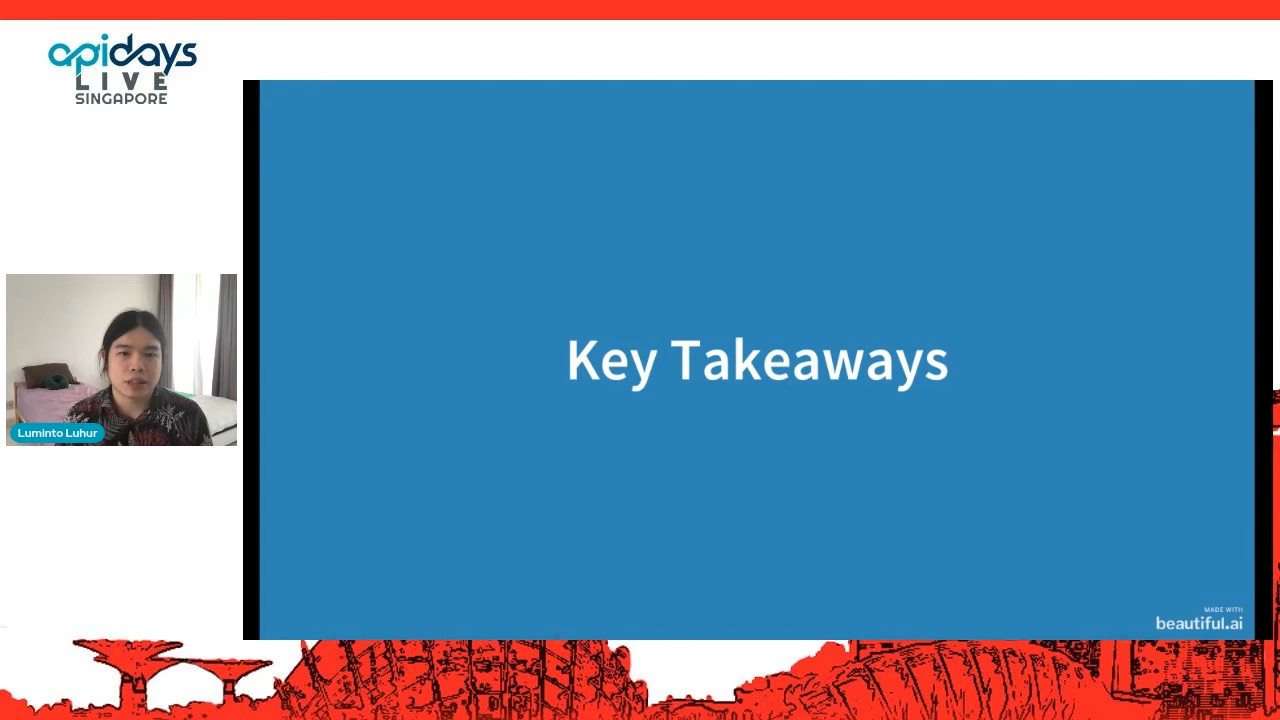 apidays
LIVE
SINGAPORE
Luminto Luhur
Key Takeaways
MADE WITH
beautiful.ai